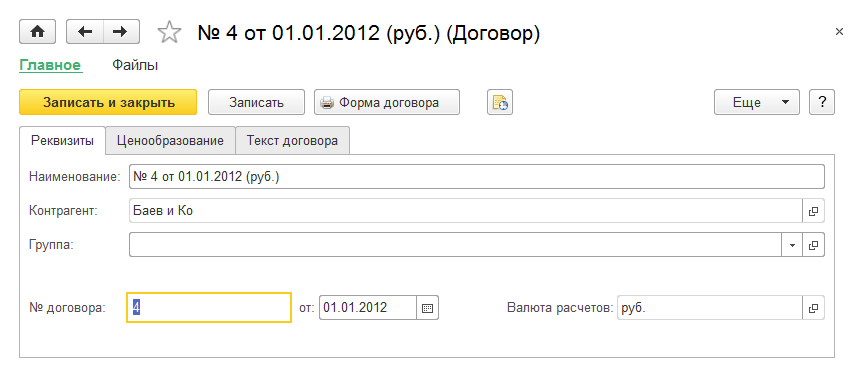 № 4 от 01.01.2012 (руб.) (Договор)
Главное Файлы
Записать и закрыть Записать Форма договора Еще ?
Реквизиты Ценообразование Текст договора
Наименование: № 4 от 01.01.2012 (руб.)
Контрагент: Баев и Ко
Группа:
№ договора: 4 от: 01.01.2012 Валюта расчетов: руб.